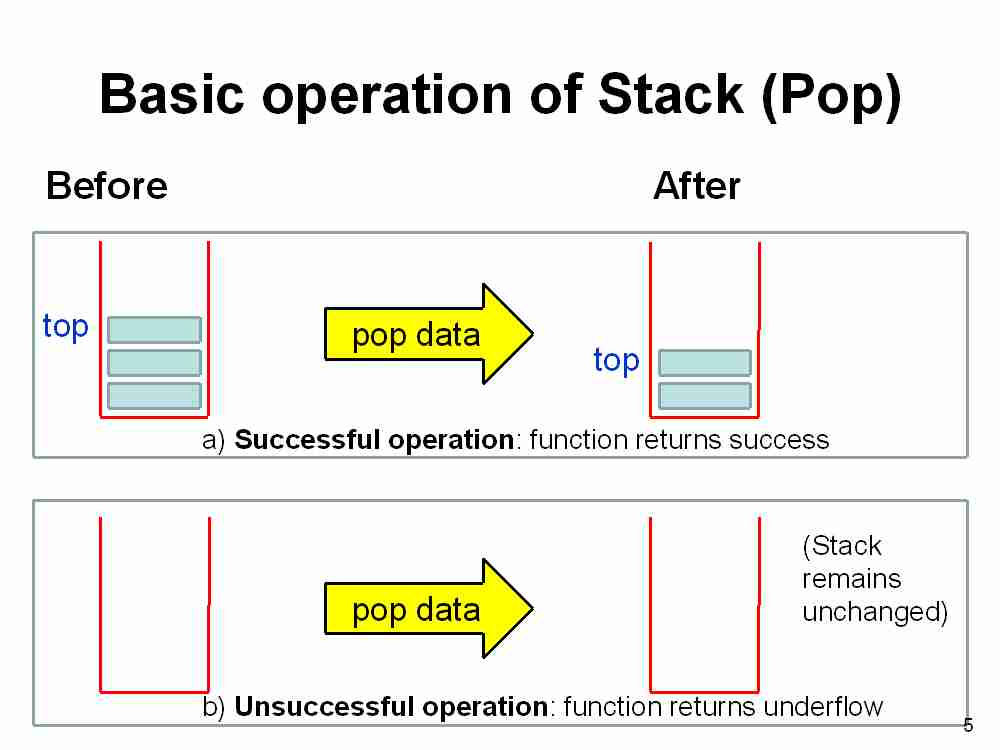 Basic operation of Stack (Pop)
Before
After
top
pop data
top
a) Successful operation: function returns success
pop data
(Stack
remains
unchanged)
b) Unsuccessful operation: function returns underflow
5